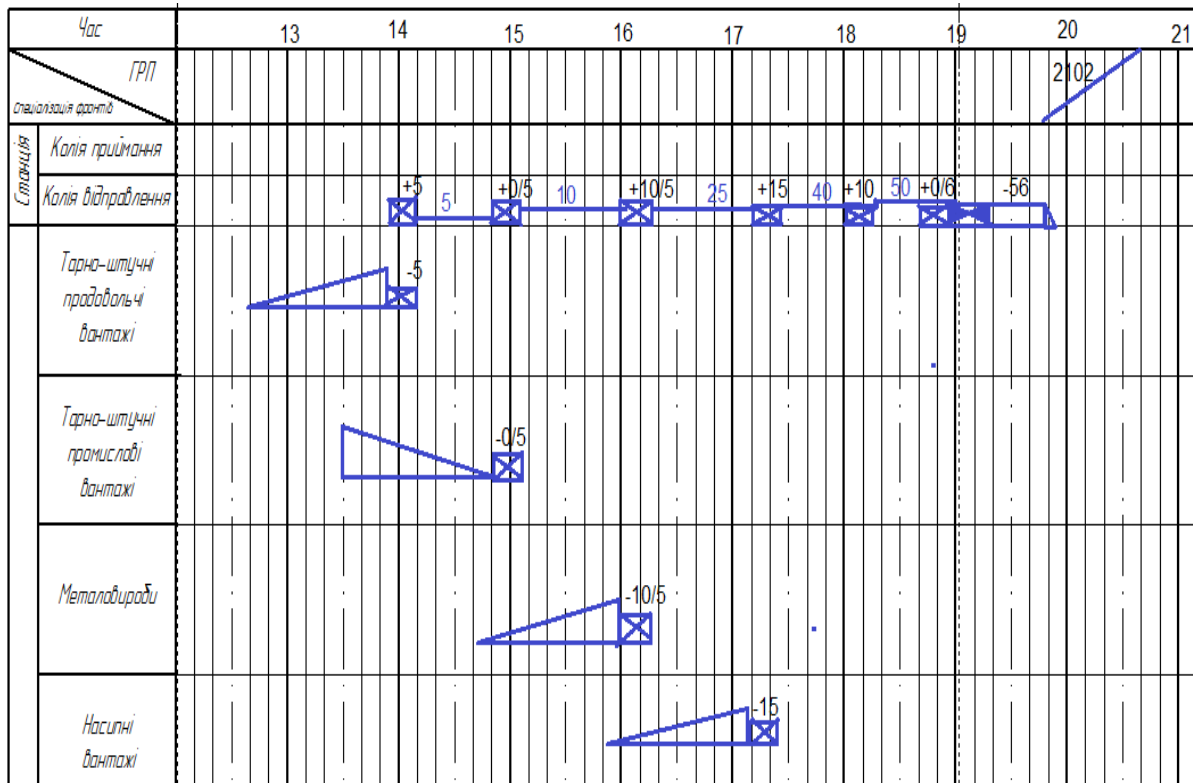 Час 13 14 15 16 17 18 19 20 21
ГРП
Спеціалізація фронтів
2102
Станція
Колія приймання
Колія відправлення
+5 5 +0/5 10 +10/5 25 +15 40 +10 50 +0/6 -56
Тарно-штучні
продовольчі
вантажі
-5
Тарно-штучні
промислові
вантажі
-0/5
Металовироби
-10/5
Насипні
вантажі
-15